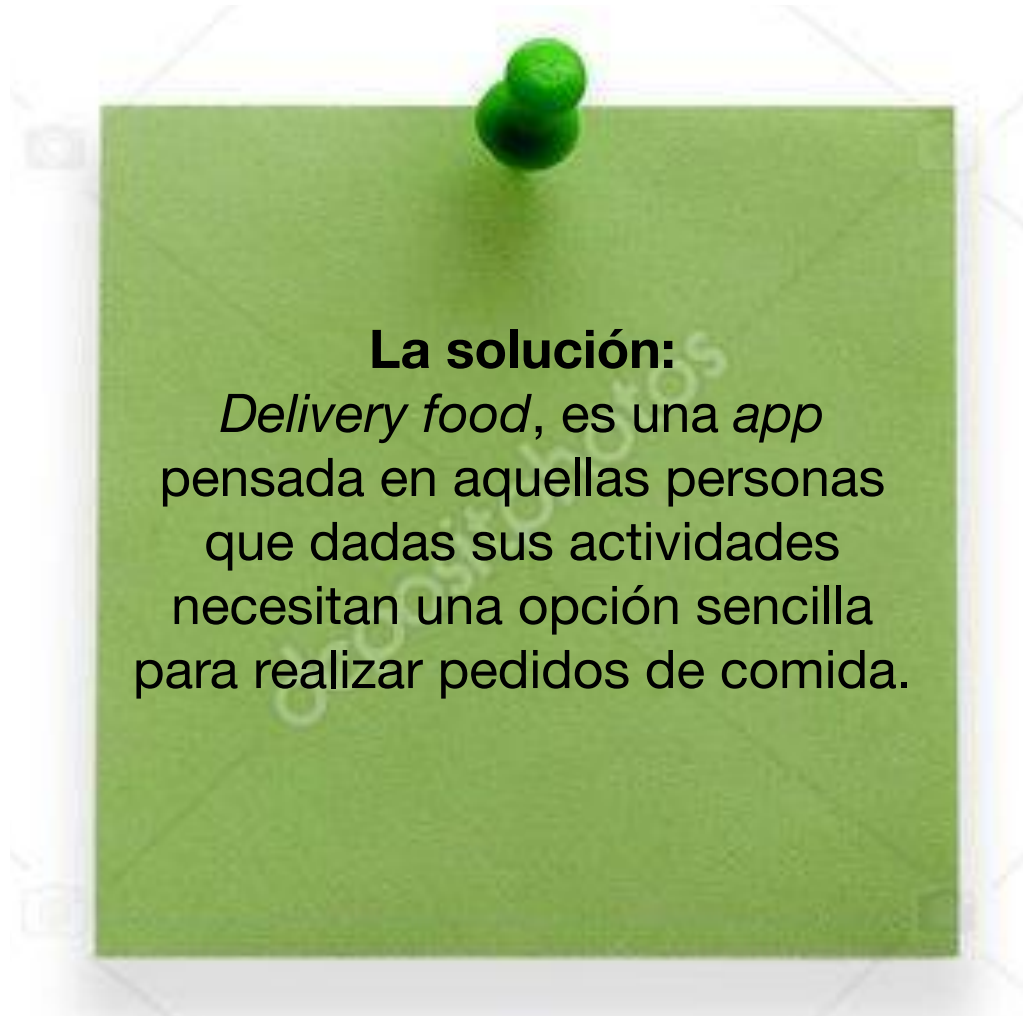 La solución:
Delivery food, es una app
pensada en aquellas personas
que dadas sus actividades
necesitan una opción sencilla
para realizar pedidos de comida.
depositphotos